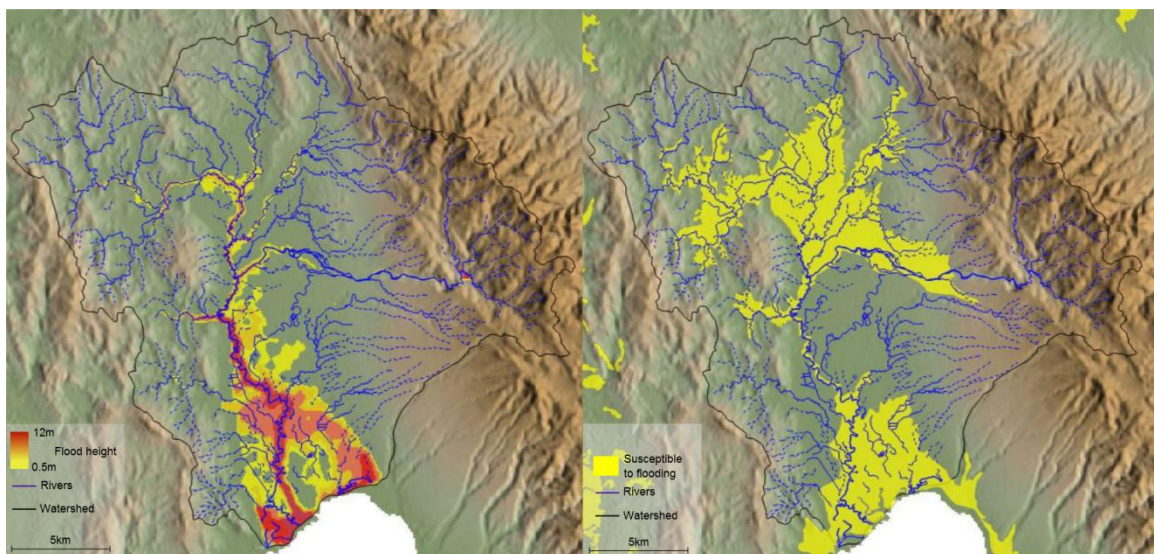 12m
Flood height
0.5m
Rivers
Watershed
5km
Susceptible
to flooding
Rivers
Watershed
5km